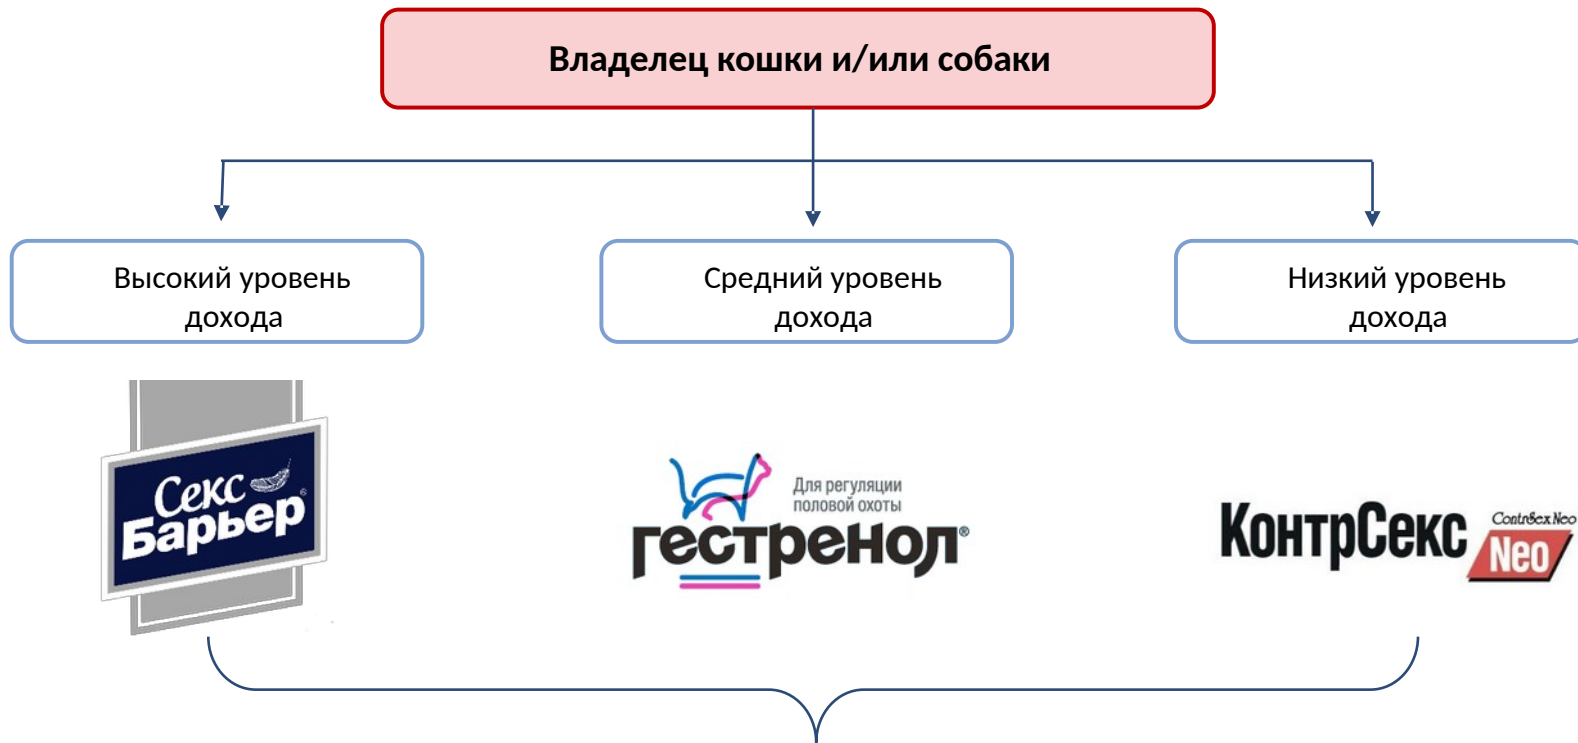 Владелец кошки и/или собаки
Высокий уровень
дохода
Средний уровень
дохода
Низкий уровень
дохода
Секс
Барьер®
Для регуляции
половой охоты
гестренол®
КонтрСекс
ContrSex Neo
Neo